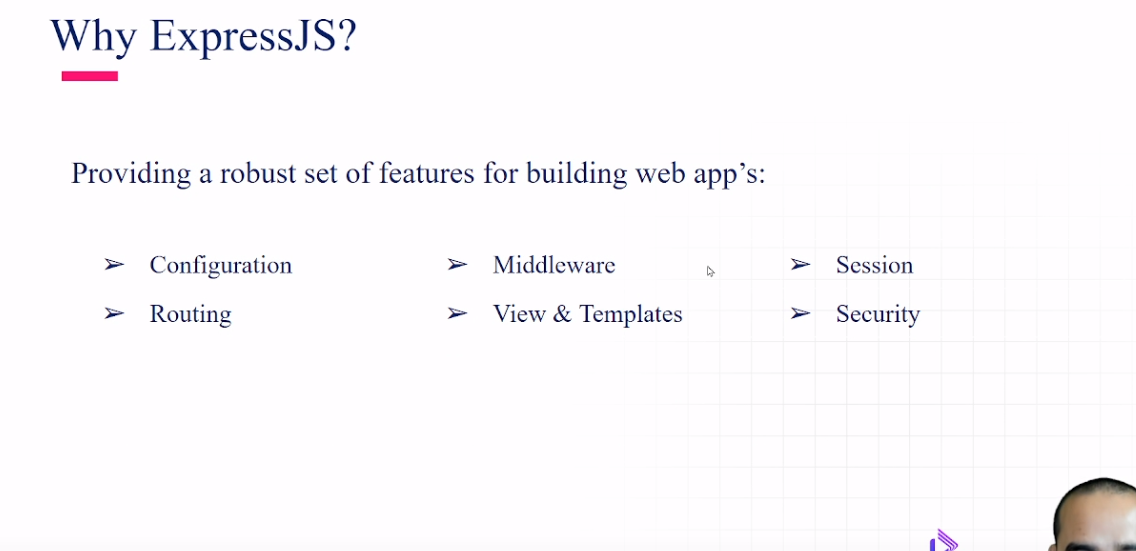 Why ExpressJS?
Providing a robust set of features for building web app's:
➢ Configuration
➢ Routing
➢ Middleware
➢ View & Templates
➢ Session
➢ Security